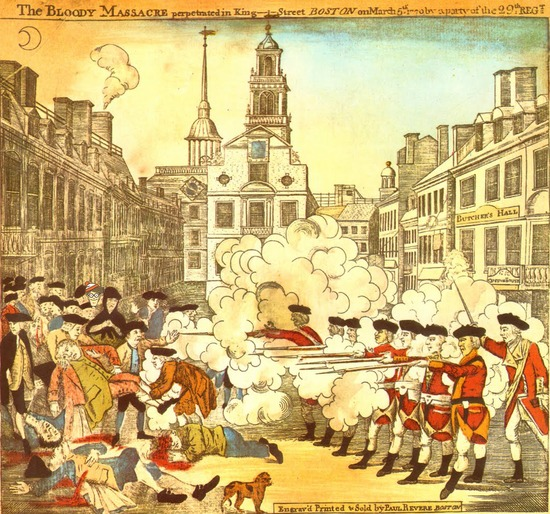 The BLOODY MASSACRE perpetrated in King Street BOSTON on March 5th 1770 by a party of the 29th REGT
BUTCHER'S HALL
Engrav'd Printed & Sold by PAUL REVERE BOSTON